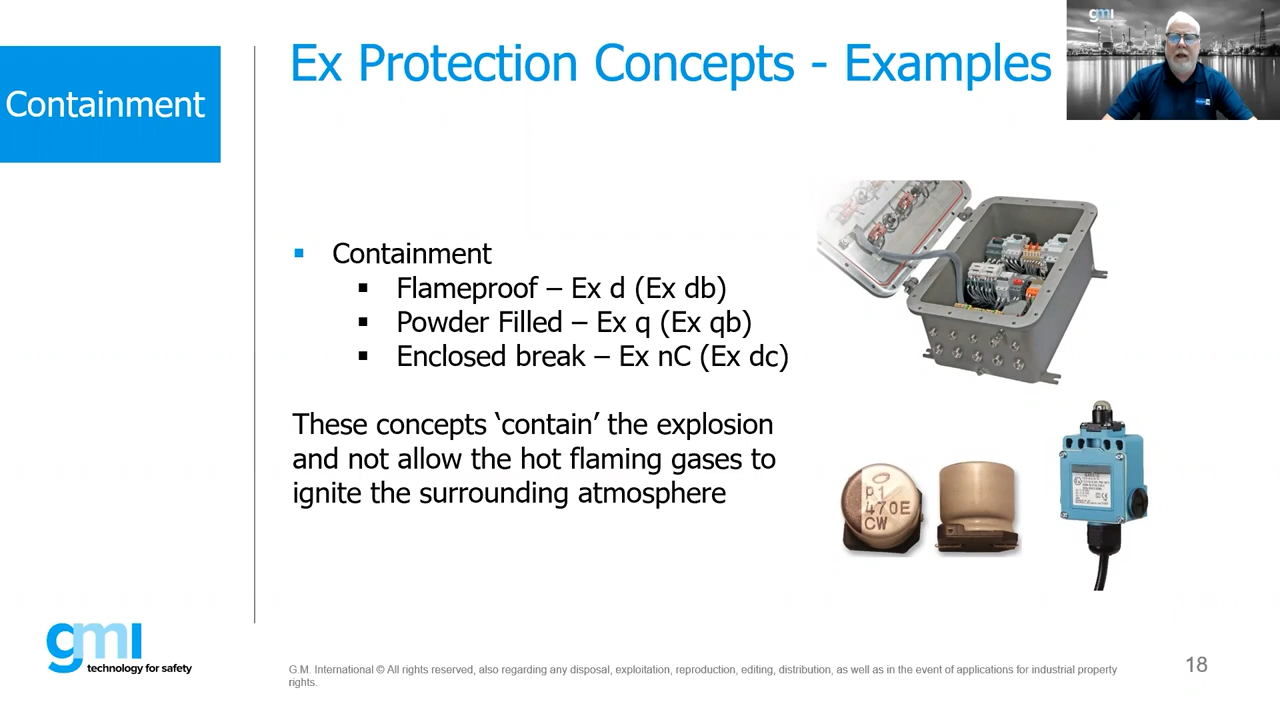 Ex Protection Concepts - Examples
gmi
Containment
▪ Containment
▪ Flameproof – Ex d (Ex db)
▪ Powder Filled – Ex q (Ex qb)
▪ Enclosed break – Ex nC (Ex dc)
These concepts ‘contain’ the explosion
and not allow the hot flaming gases to
ignite the surrounding atmosphere
P1
470E
CW
gmi
technology for safety
G.M. International © All rights reserved, also regarding any disposal, exploitation, reproduction, editing, distribution, as well as in the event of applications for industrial property
rights.
18